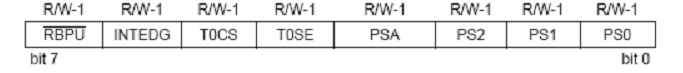 R/W-1 R/W-1 R/W-1 R/W-1 R/W-1 R/W-1 R/W-1 R/W-1
RBPU INTEDG T0CS T0SE PSA PS2 PS1 PS0
bit 7 bit 0